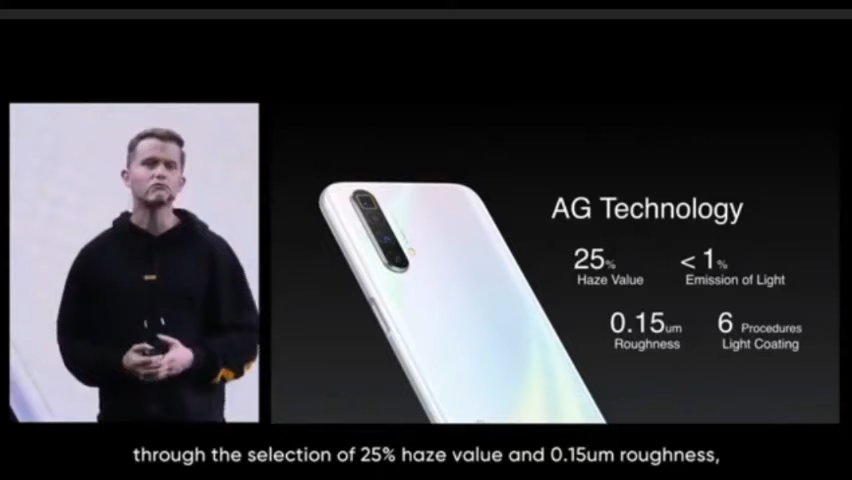 AG Technology
25% < 1%
Haze Value Emission of Light
0.15um 6 Procedures
Roughness Light Coating
through the selection of 25% haze value and 0.15um roughness,